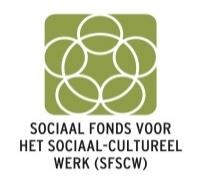 SOCIAAL FONDS VOOR
HET SOCIAAL-CULTUREEL
WERK (SFSCW)